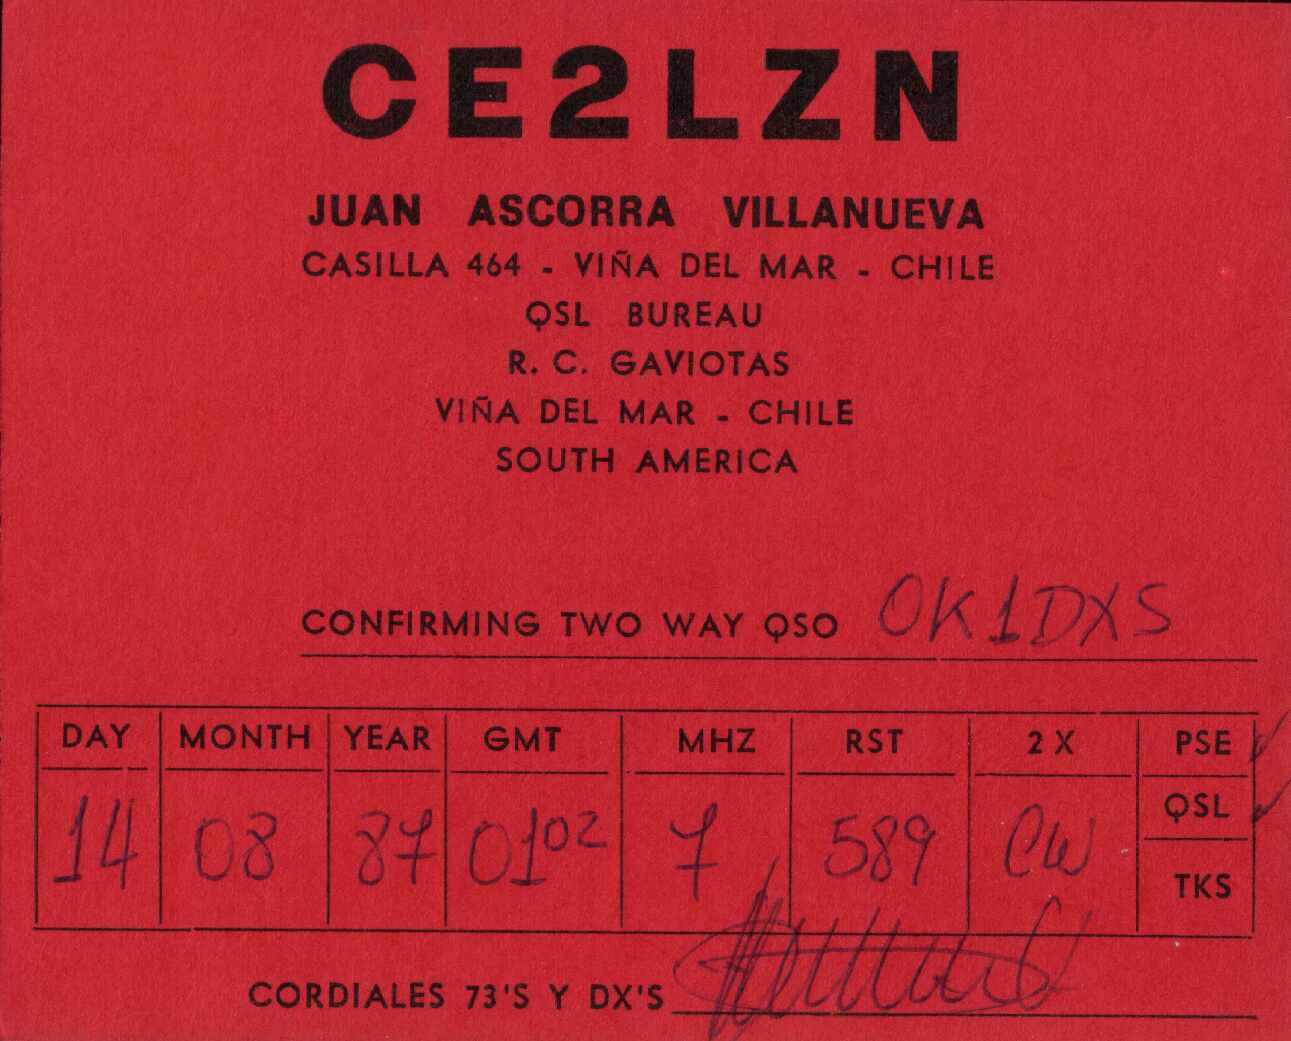 CE2LZN
JUAN ASCORRA VILLANUEVA
CASILLA 464 - VIÑA DEL MAR - CHILE
QSL BUREAU
R. C. GAVIOTAS
VIÑA DEL MAR - CHILE
SOUTH AMERICA
CONFIRMING TWO WAY QSO OK1DXS
DAY MONTH YEAR GMT MHZ RST 2 X PSE
QSL
14 08 87 0102 7 589 CW
TKS
CORDIALES 73'S Y DX'S